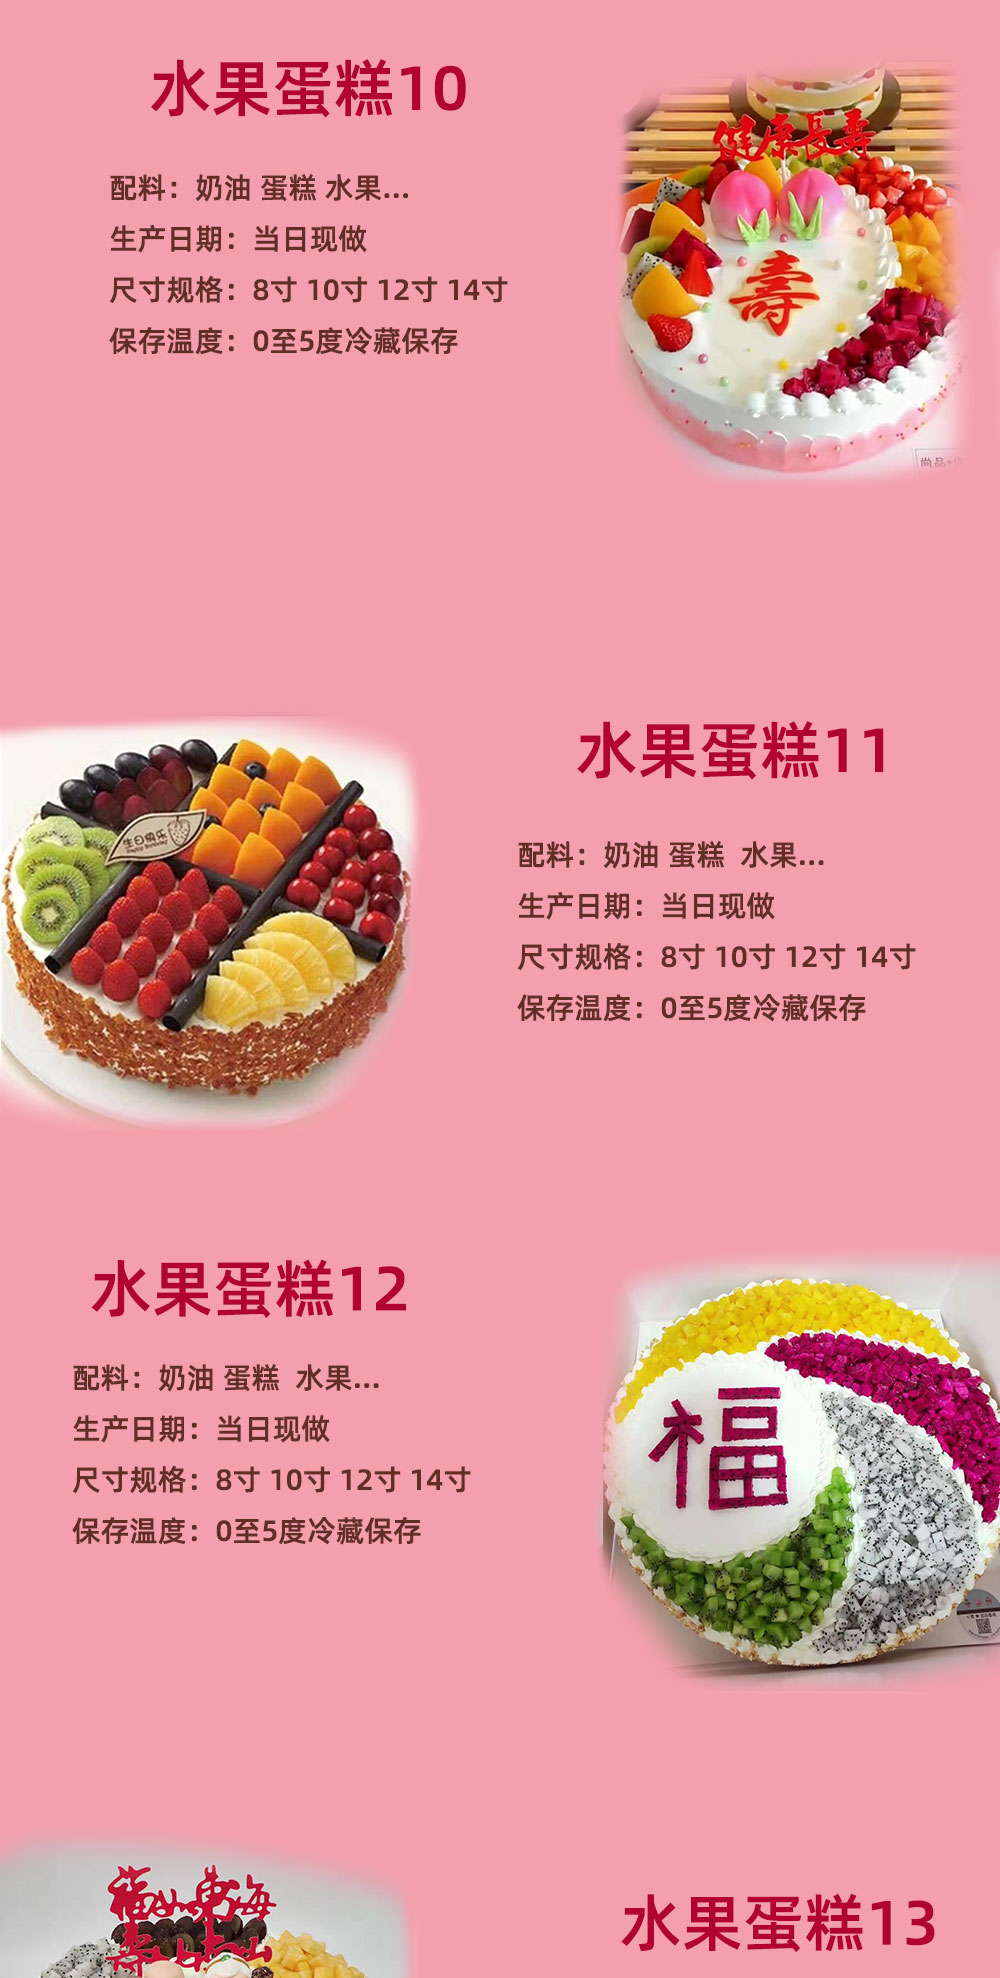 水果蛋糕10
配料：奶油 蛋糕 水果...
生产日期：当日现做
尺寸规格：8寸 10寸 12寸 14寸
保存温度：0至5度冷藏保存
健康長壽
壽
尚品
水果蛋糕11
配料：奶油 蛋糕 水果...
生产日期：当日现做
尺寸规格：8寸 10寸 12寸 14寸
保存温度：0至5度冷藏保存
生日快乐
Happy Birthday
水果蛋糕12
配料：奶油 蛋糕 水果...
生产日期：当日现做
尺寸规格：8寸 10寸 12寸 14寸
保存温度：0至5度冷藏保存
福
水果蛋糕13
福如东海